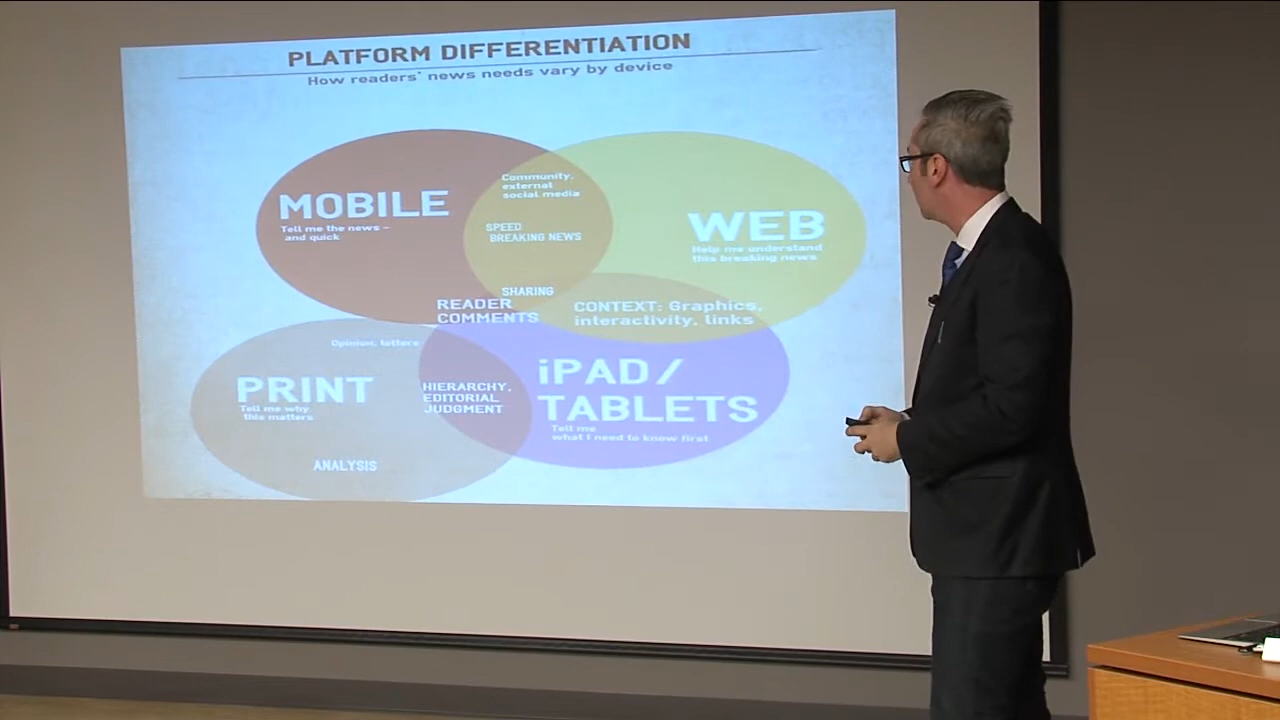 PLATFORM DIFFERENTIATION
How readers' news needs vary by device
MOBILE
Tell me the news –
and quick
Community,
external
social media
SPEED
BREAKING NEWS
WEB
Help me understand
this breaking news
SHARING
READER
COMMENTS
CONTEXT: Graphics,
interactivity, links
Opinion, letters
PRINT
Tell me why
this matters
HIERARCHY,
EDITORIAL
JUDGMENT
iPAD/
TABLETS
Tell me
what I need to know first
ANALYSIS